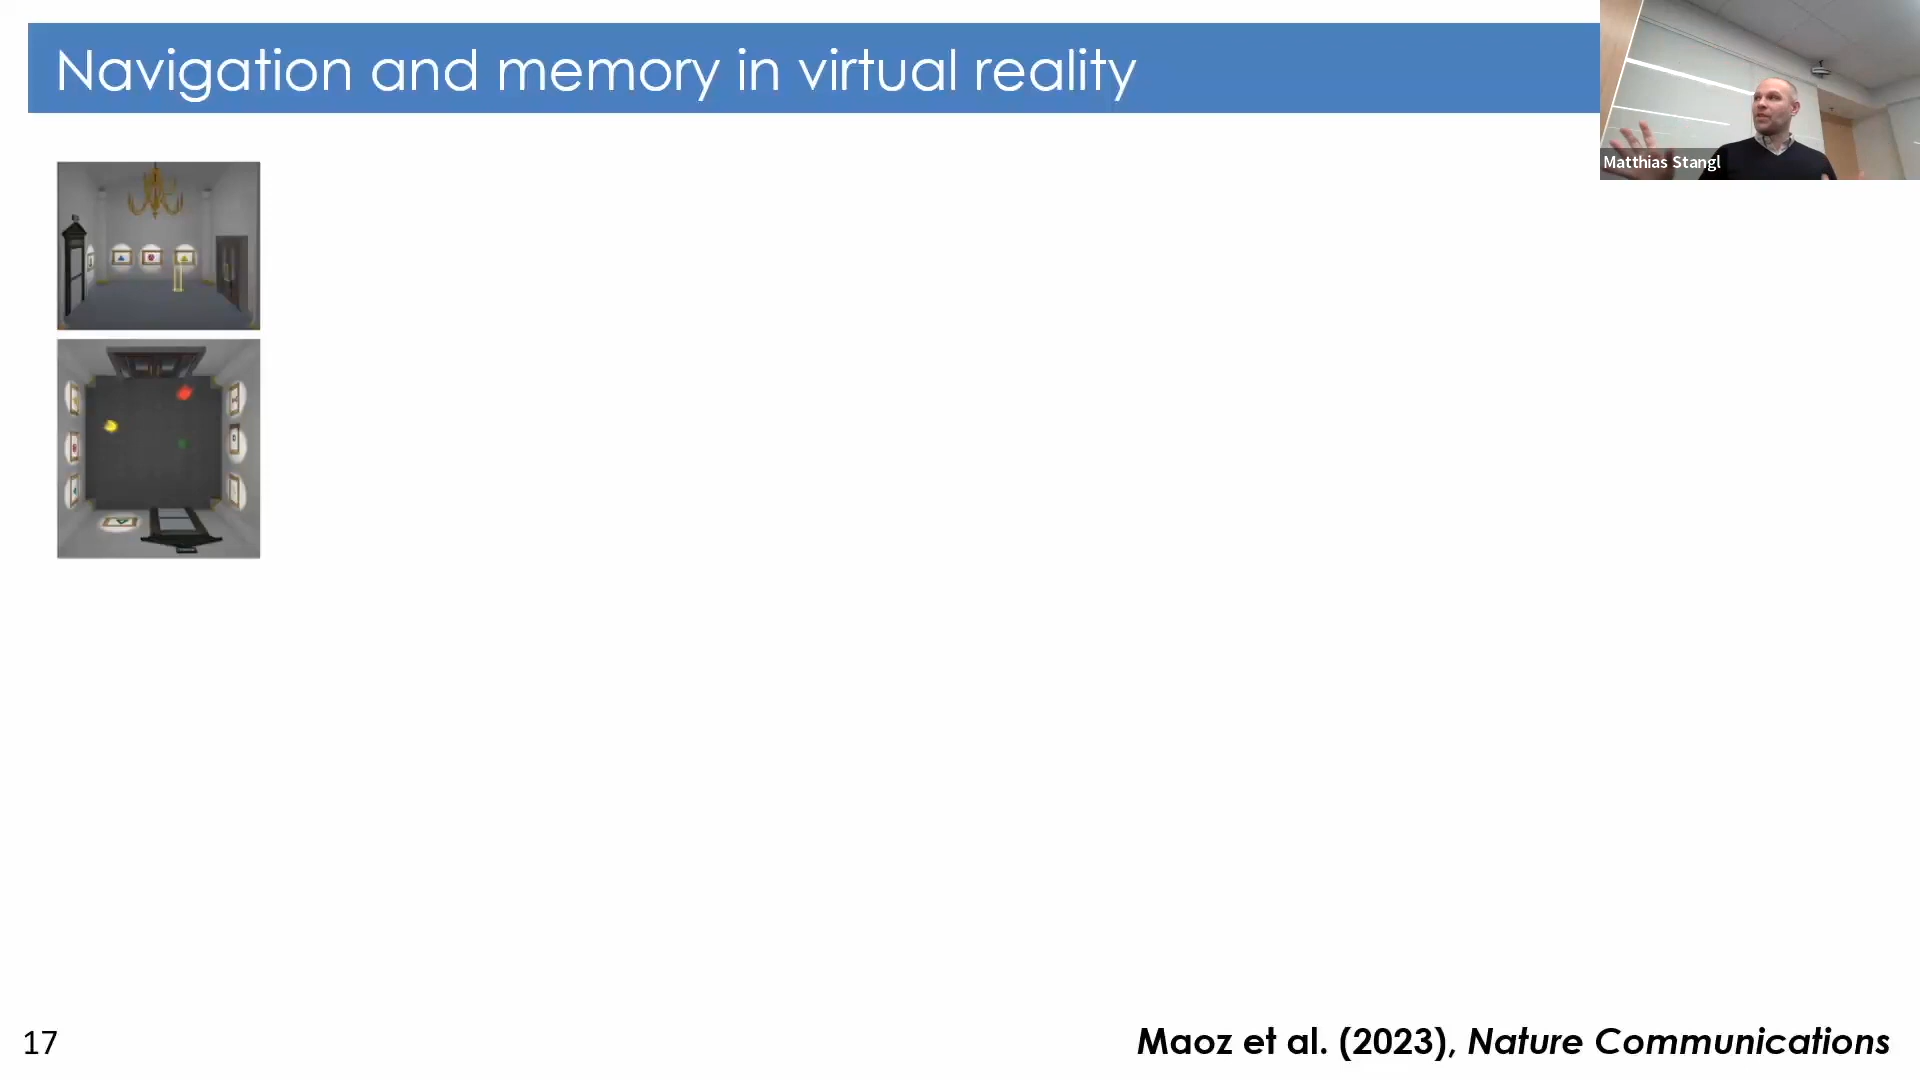 Navigation and memory in virtual reality
Matthias Stangl
17
Maoz et al. (2023), Nature Communications